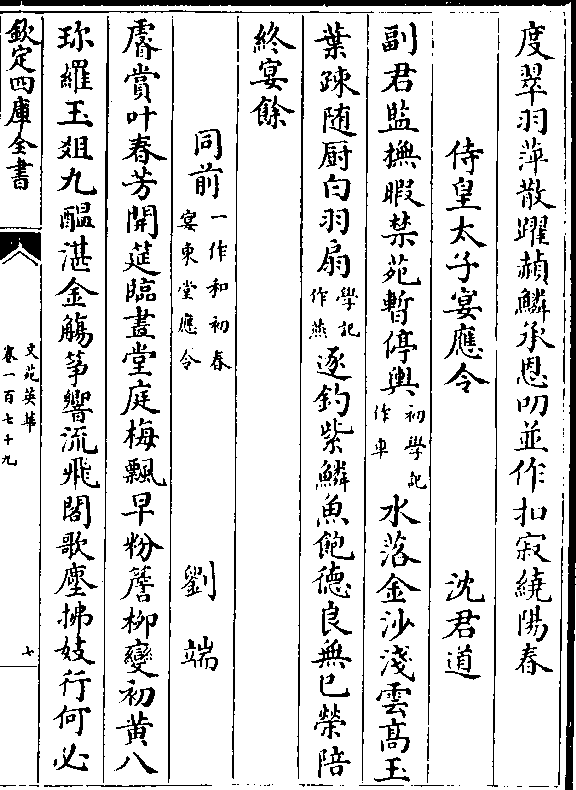 度翠羽萍散躍赬鱗承恩叨並作扣寂繞陽春
侍皇太子宴應令　沈君道
副君監撫暇禁苑暫停輿初學記作車水落金沙淺雲高玉
葉踈随厨白羽扇學記作燕逐釣紫鱗魚飽德良無已榮陪
終宴餘
同前一作和初春宴東堂應令　劉端
睿賞叶春芳開筵臨畫堂庭梅飄早粉簷柳變初黄八
珎羅玉俎九醖湛金觴筝響流飛閣歌塵拂妓行何必
欽定四庫全書
文苑英華
卷一百七十九
七